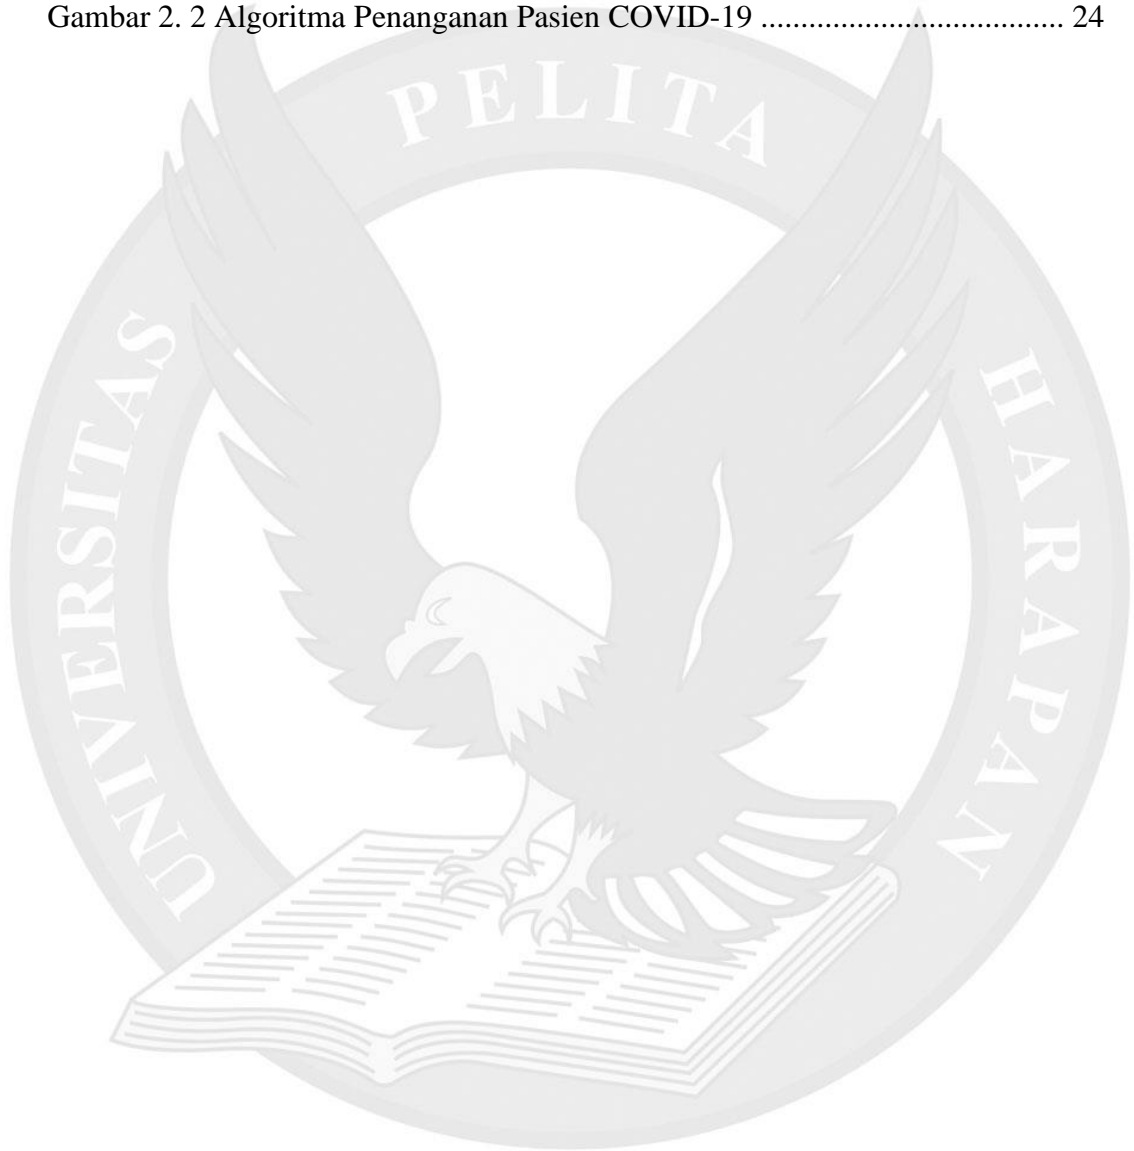 Gambar 2. 2 Algoritma Penanganan Pasien COVID-19 ...................................... 24
UNIVERSITAS
PELITA
HARAPAN